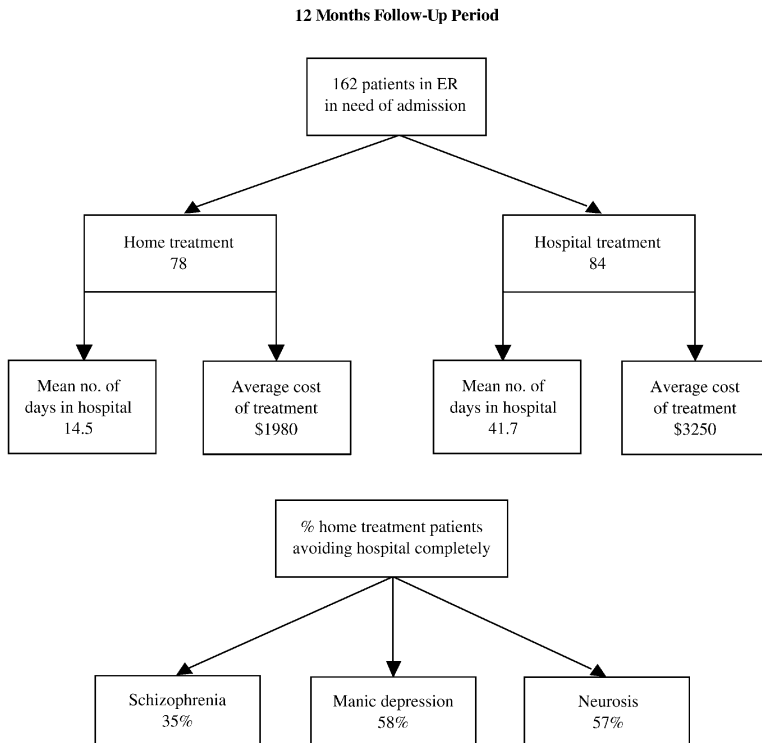 12 Months Follow-Up Period
162 patients in ER
in need of admission
Home treatment
78
Hospital treatment
84
Mean no. of
days in hospital
14.5
Average cost
of treatment
$1980
Mean no. of
days in hospital
41.7
Average cost
of treatment
$3250
% home treatment patients
avoiding hospital completely
Schizophrenia
35%
Manic depression
58%
Neurosis
57%